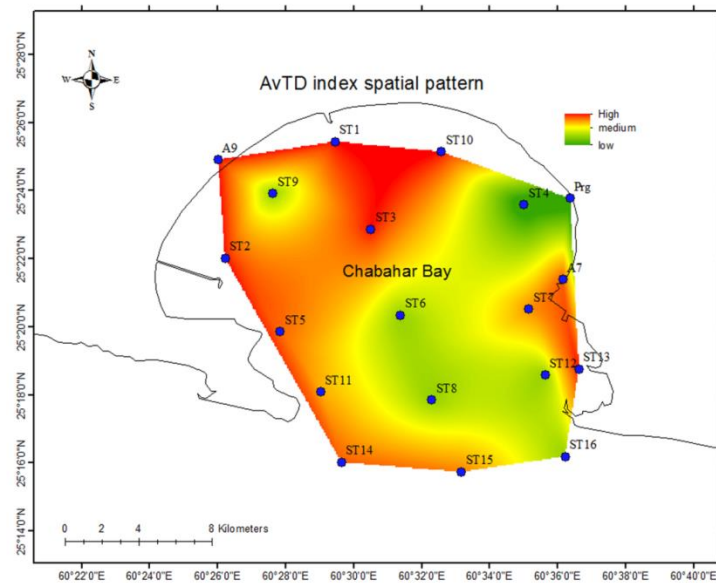 AvTD index spatial pattern
N
W E
S
High
medium
low
ST1
A9
ST10
ST9
ST4
Prg
ST3
ST2
Chabahar Bay
A7
ST6
ST7
ST5
ST12
ST13
ST11
ST8
ST14
ST15
ST16
0 2 4 8 Kilometers
25°28'0"N
25°26'0"N
25°24'0"N
25°22'0"N
25°20'0"N
25°18'0"N
25°16'0"N
25°14'0"N
60°22'0"E 60°24'0"E 60°26'0"E 60°28'0"E 60°30'0"E 60°32'0"E 60°34'0"E 60°36'0"E 60°38'0"E 60°40'0"E